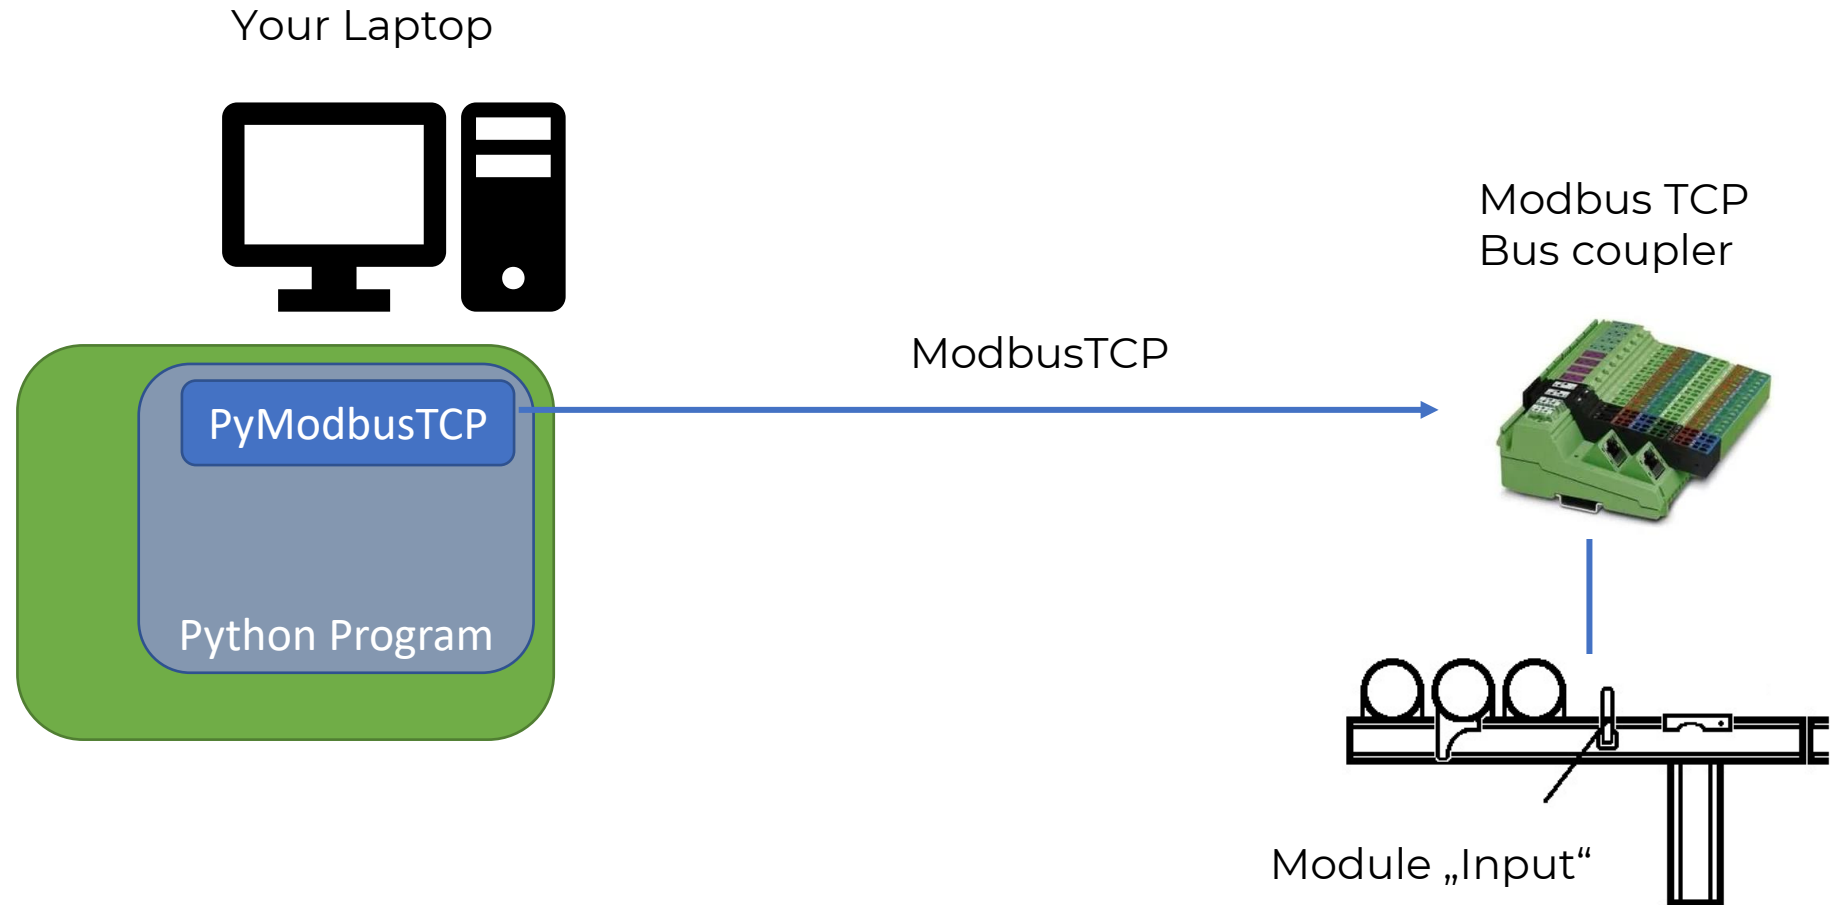 Your Laptop
Modbus TCP
Bus coupler
ModbusTCP
PyModbusTCP
Python Program
Module „Input“